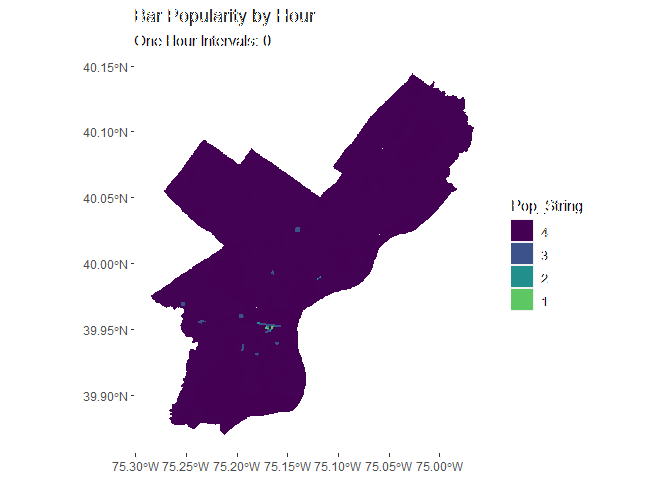 Bar Popularity by Hour
One Hour Intervals: 0
40.15°N
40.10°N
40.05°N
40.00°N
39.95°N
39.90°N
75.30°W 75.25°W 75.20°W 75.15°W 75.10°W 75.05°W 75.00°W
Pop_String
4
3
2
1